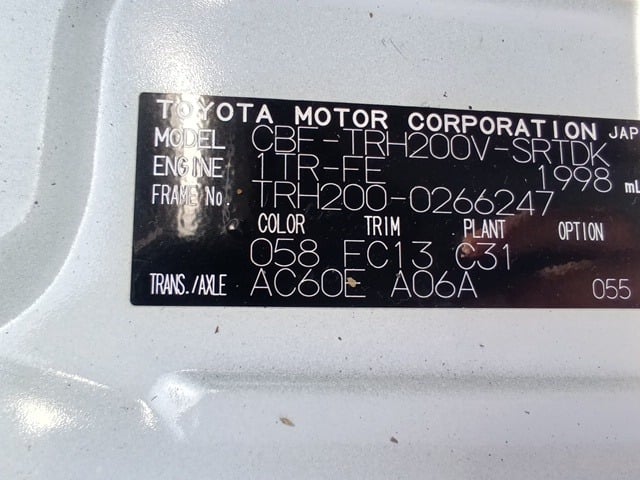 TOYOTA MOTOR CORPORATION JAP
MODEL CBF-TRH200V-SRTDK
ENGINE 1TR-FE 1998 mL
FRAME No. TRH200-0266247
COLOR TRIM PLANT OPTION
058 FC13 C31
TRANS./AXLE AC60E A06A 055